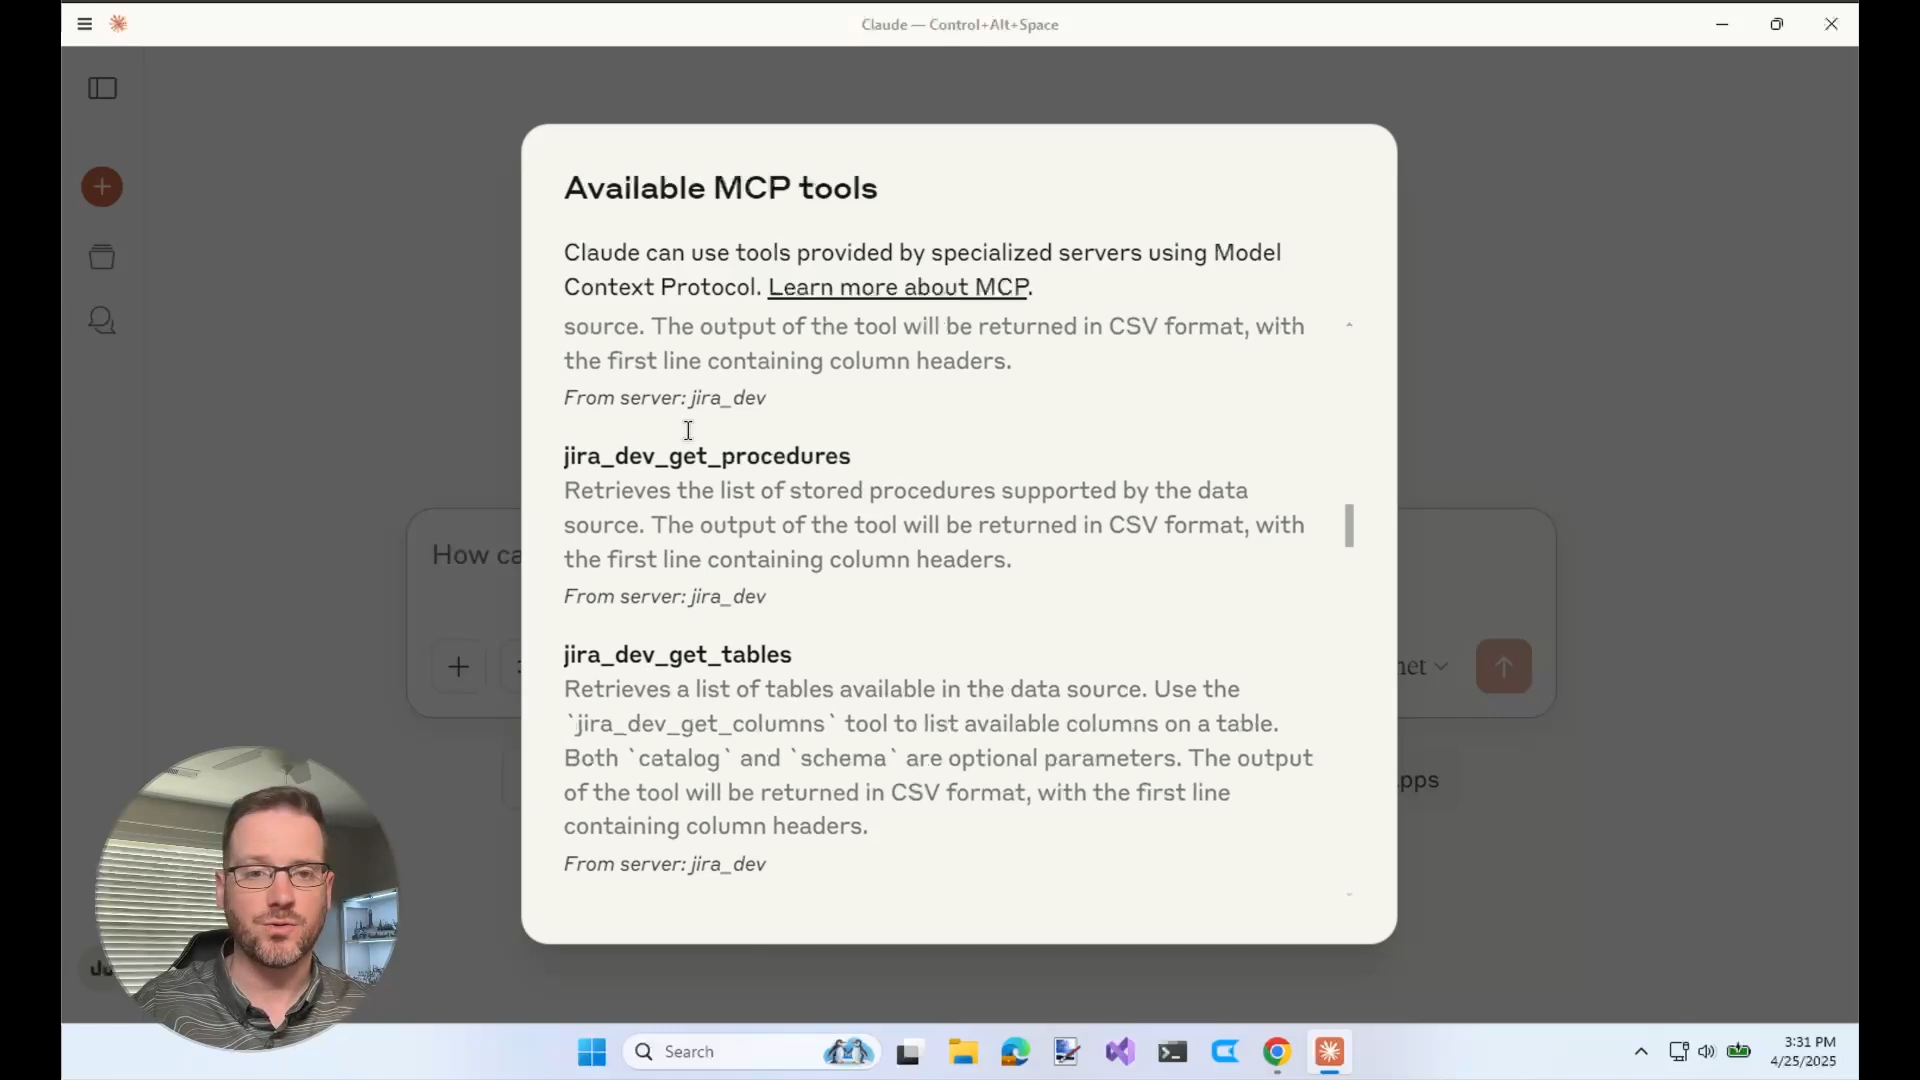 Claude — Control+Alt+Space
Available MCP tools
Claude can use tools provided by specialized servers using Model
Context Protocol. Learn more about MCP.
source. The output of the tool will be returned in CSV format, with
the first line containing column headers.
From server: jira_dev
jira_dev_get_procedures
Retrieves the list of stored procedures supported by the data
source. The output of the tool will be returned in CSV format, with
the first line containing column headers.
From server: jira_dev
jira_dev_get_tables
Retrieves a list of tables available in the data source. Use the
`jira_dev_get_columns` tool to list available columns on a table.
Both `catalog` and `schema` are optional parameters. The output
of the tool will be returned in CSV format, with the first line
containing column headers.
From server: jira_dev
How ca
net
pps
Search
3:31 PM
4/25/2025